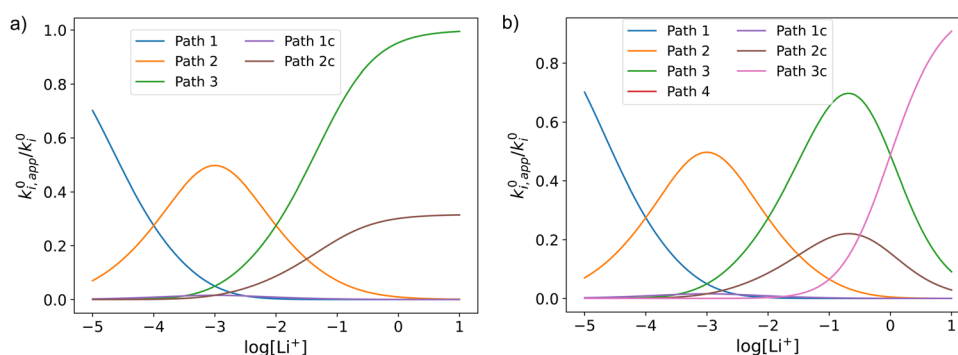 a)
k⁰ᵢ,ₐₚₚ/k⁰ᵢ
1.0
0.8
0.6
0.4
0.2
0.0
Path 1
Path 2
Path 3
Path 1c
Path 2c
−5
−4
−3
−2
−1
0
1
log[Li⁺]
b)
k⁰ᵢ,ₐₚₚ/k⁰ᵢ
1.0
0.8
0.6
0.4
0.2
0.0
Path 1
Path 2
Path 3
Path 4
Path 1c
Path 2c
Path 3c
−5
−4
−3
−2
−1
0
1
log[Li⁺]